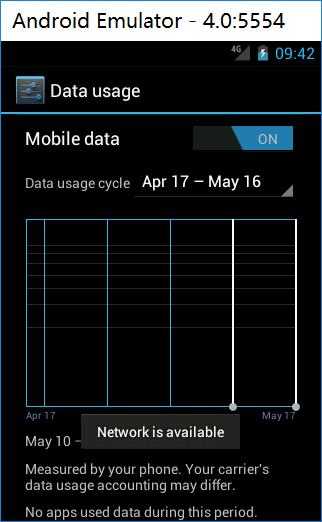 Android Emulator - 4.0:5554
4G 09:42
Data usage
Mobile data ON
Data usage cycle Apr 17 – May 16
Apr 17 May 17
Network is available
May 10 –
Measured by your phone. Your carrier's
data usage accounting may differ.
No apps used data during this period.